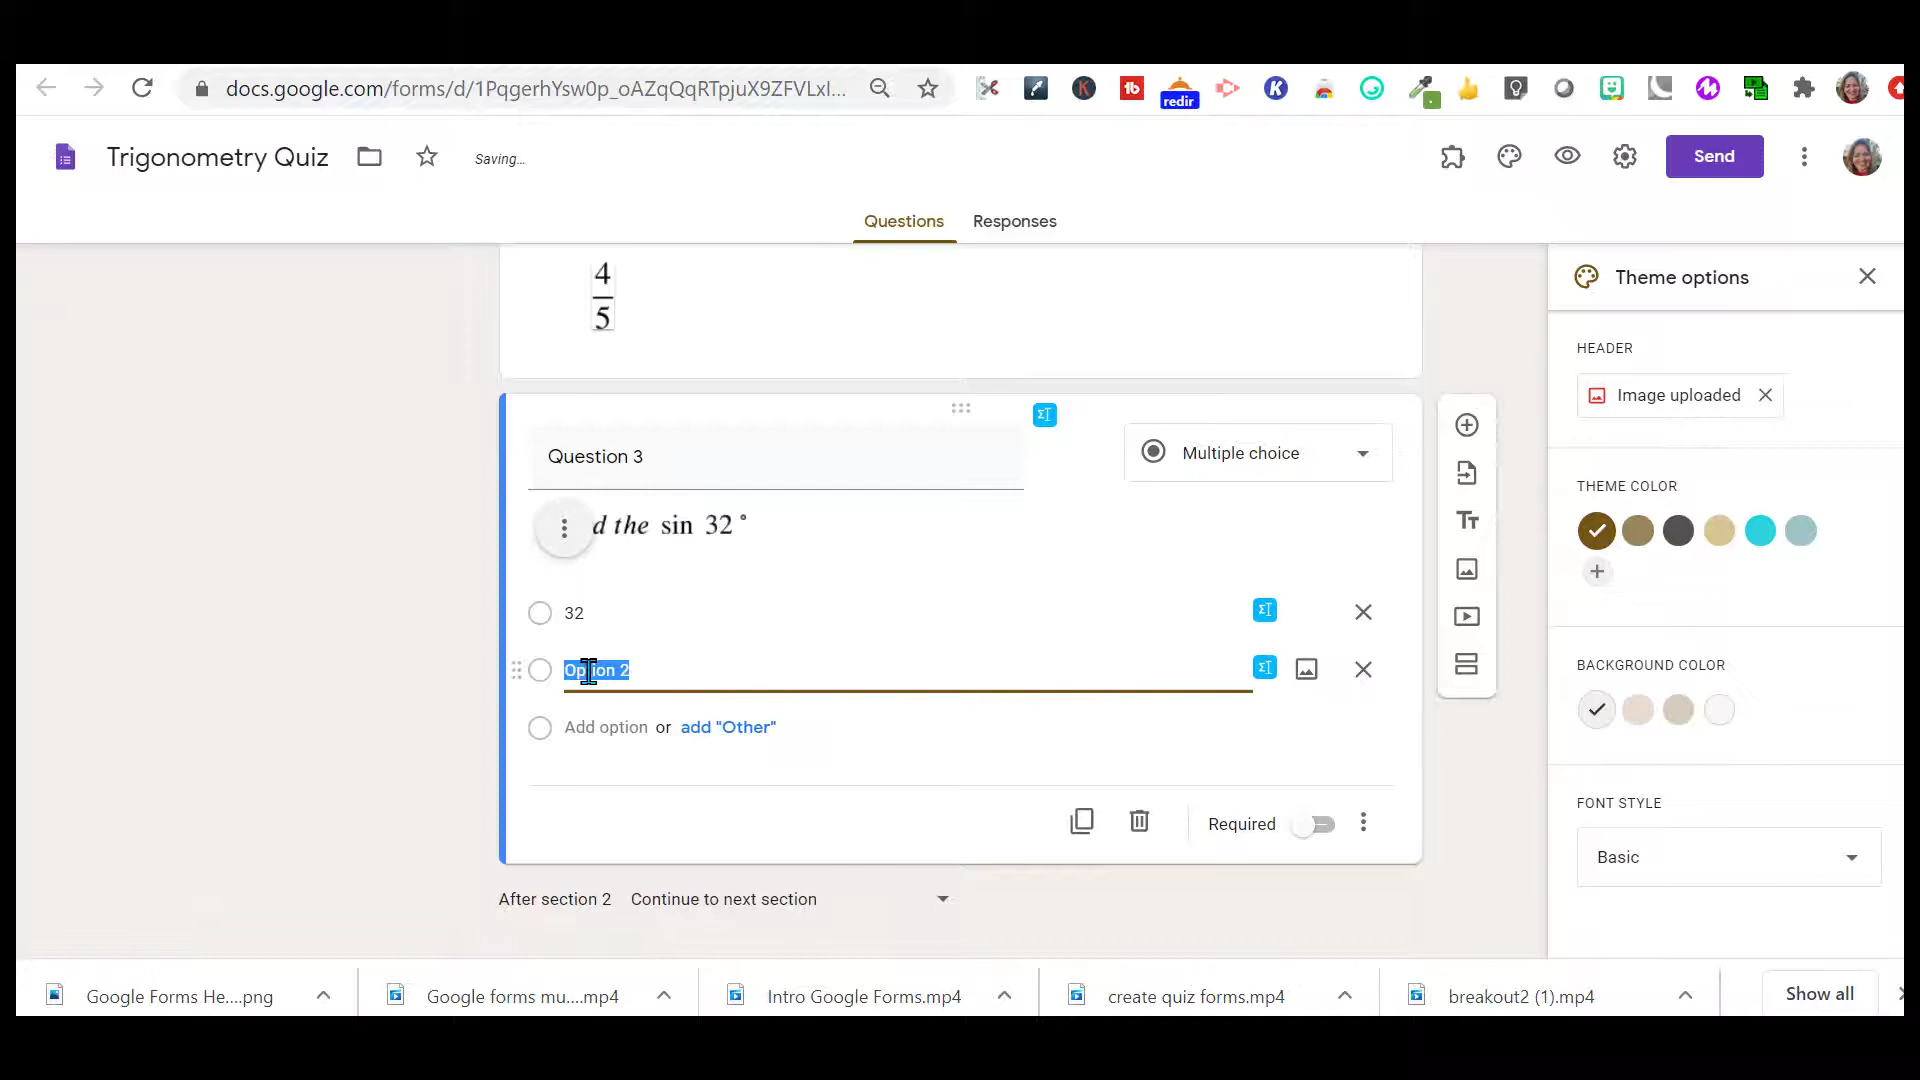 docs.google.com/forms/d/1PqgerhYsw0p_oAZqQqRTpjuX9ZFVLxI...
redir
Trigonometry Quiz
Saving...
Send
Questions
Responses
4
5
Theme options
HEADER
Image uploaded
Question 3
Multiple choice
d the sin 32°
THEME COLOR
32
Option 2
Add option or add "Other"
BACKGROUND COLOR
Required
FONT STYLE
Basic
After section 2 Continue to next section
Google Forms He....png
Google forms mu....mp4
Intro Google Forms.mp4
create quiz forms.mp4
breakout2 (1).mp4
Show all